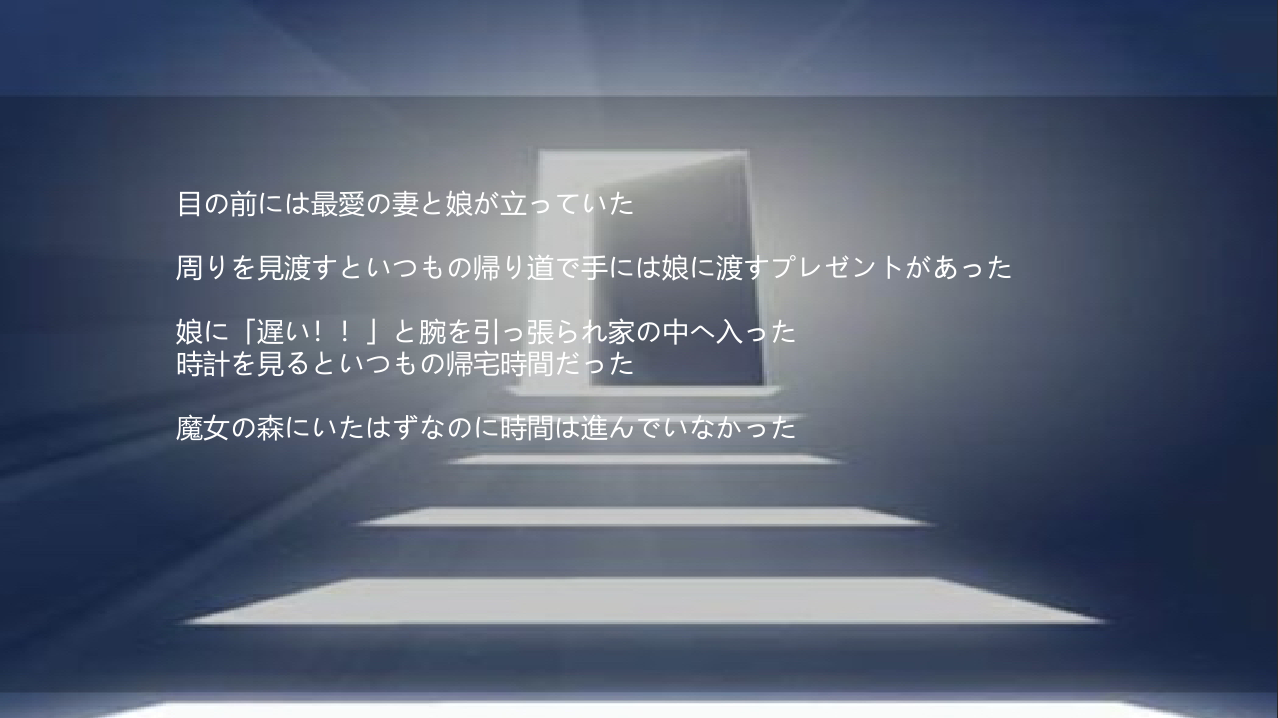 目の前には最愛の妻と娘が立っていた
周りを見渡すといつもの帰り道で手には娘に渡すプレゼントがあった
娘に「遅い！！」と腕を引っ張られ家の中へ入った
時計を見るといつもの帰宅時間だった
魔女の森にいたはずなのに時間は進んでいなかった